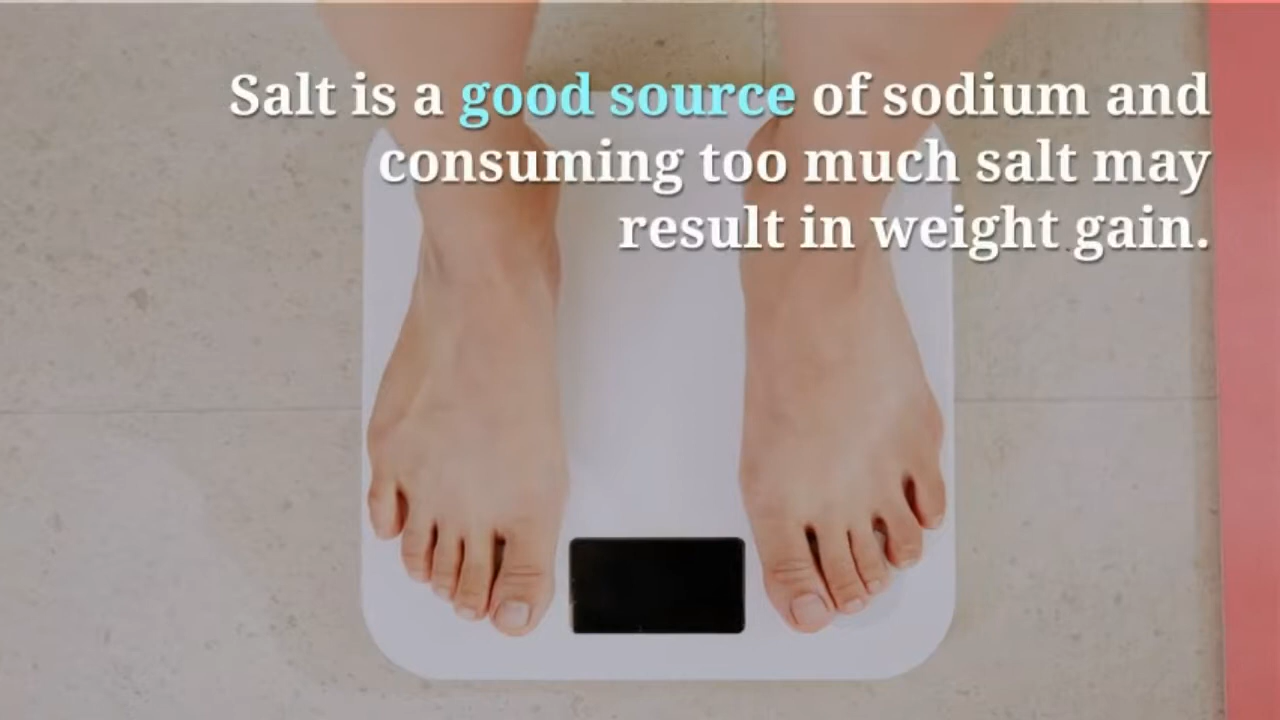 Salt is a good source of sodium and
consuming too much salt may
result in weight gain.